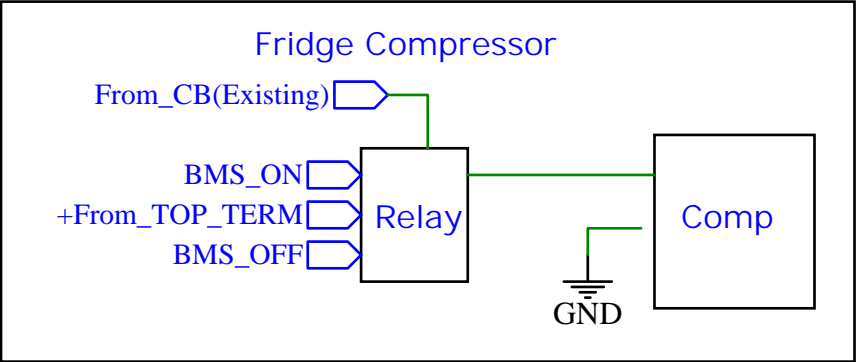 Fridge Compressor
From_CB(Existing)
BMS_ON
+From_TOP_TERM
BMS_OFF
Relay
Comp
GND